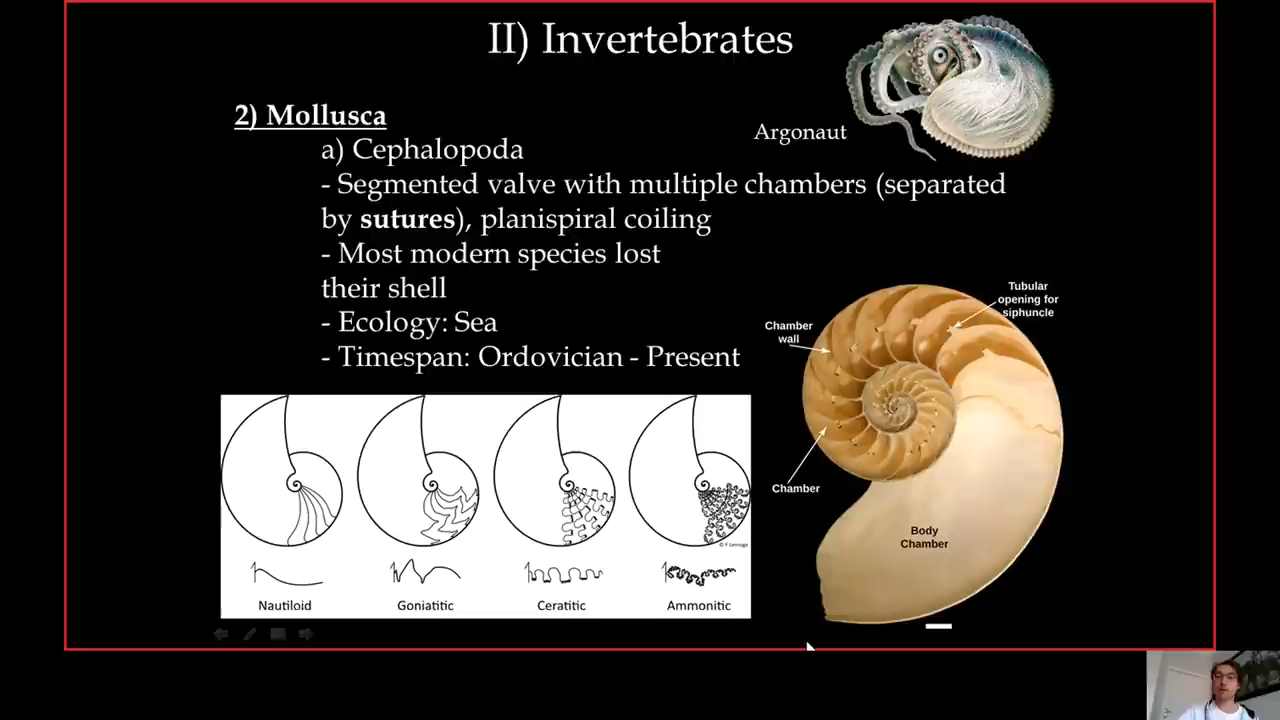 II) Invertebrates
Argonaut
2) Mollusca
a) Cephalopoda
- Segmented valve with multiple chambers (separated
by sutures), planispiral coiling
- Most modern species lost
their shell
- Ecology: Sea
- Timespan: Ordovician - Present
Tubular
opening for
siphuncle
Chamber
wall
Chamber
Body
Chamber
Nautiloid
Goniatitic
Ceratitic
Ammonitic